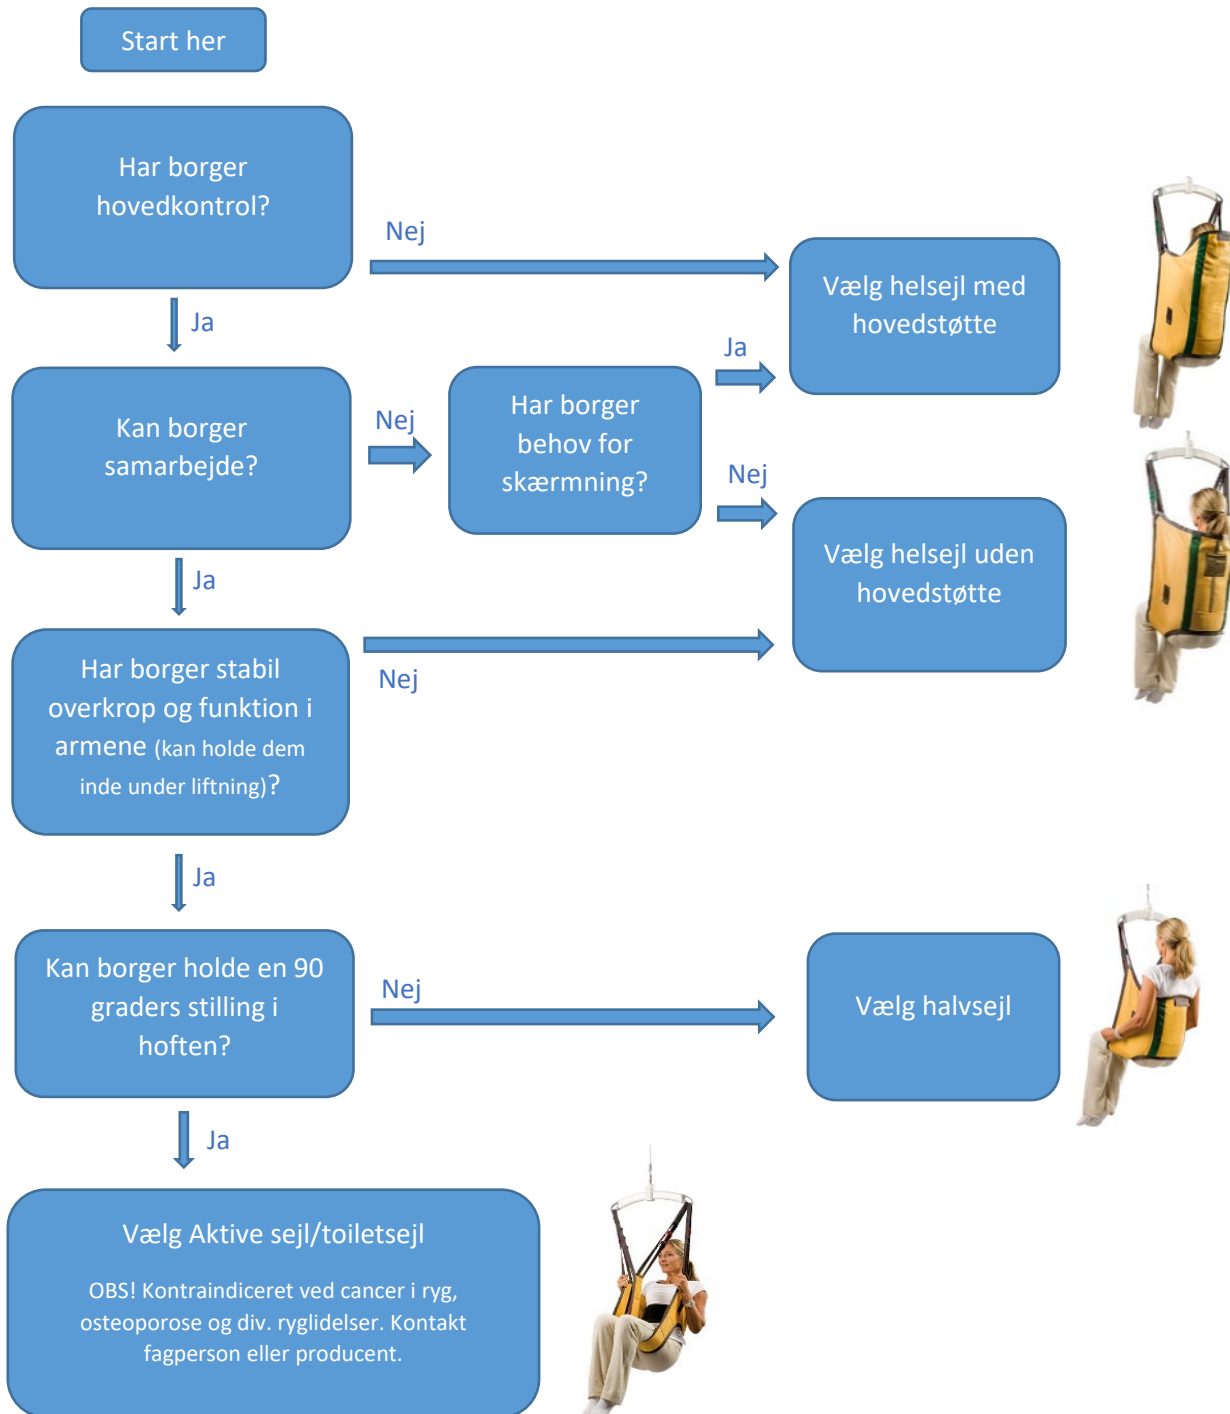 Start her
Har borger
hovedkontrol?
Nej
Vælg helsejl med
hovedstøtte
Ja
Kan borger
samarbejde?
Nej
Har borger
behov for
skærmning?
Ja
Nej
Vælg helsejl uden
hovedstøtte
Ja
Har borger stabil
overkrop og funktion i
armene (kan holde dem
inde under liftning)?
Nej
Ja
Kan borger holde en 90
graders stilling i
hoften?
Nej
Vælg halvsejl
Ja
Vælg Aktive sejl/toiletsejl
OBS! Kontraindiceret ved cancer i ryg,
osteoporose og div. ryglidelser. Kontakt
fagperson eller producent.